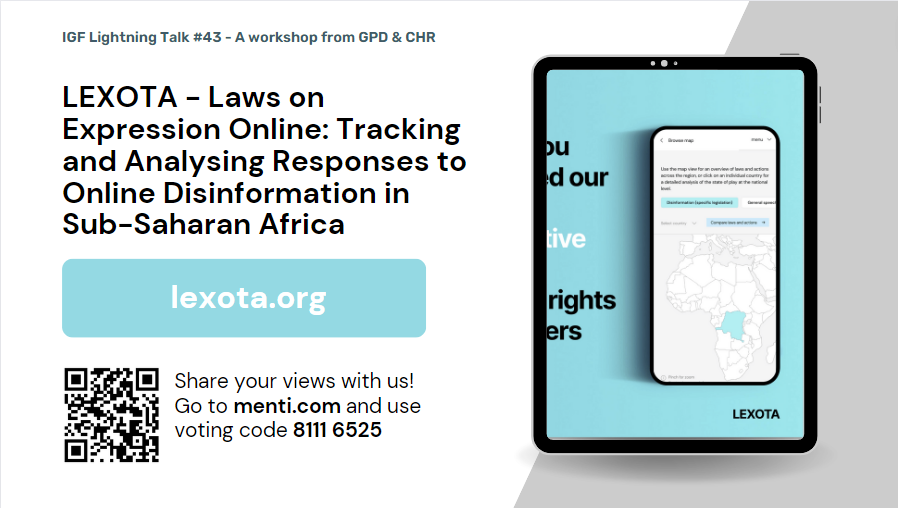 IGF Lightning Talk #43 - A workshop from GPD & CHR
LEXOTA – Laws on
Expression Online: Tracking
and Analysing Responses to
Online Disinformation in
Sub-Saharan Africa
lexota.org
Share your views with us!
Go to menti.com and use
voting code 8111 6525
ou
ed our
tive
rights
ers
Browse map
menu
Use the map view for an overview of laws and actions
across the region, or click on an individual country for
a detailed analysis of the state of play at the national
level.
Disinformation (specific legislation)
General speech
Select country
Compare laws and actions
LEXOTA